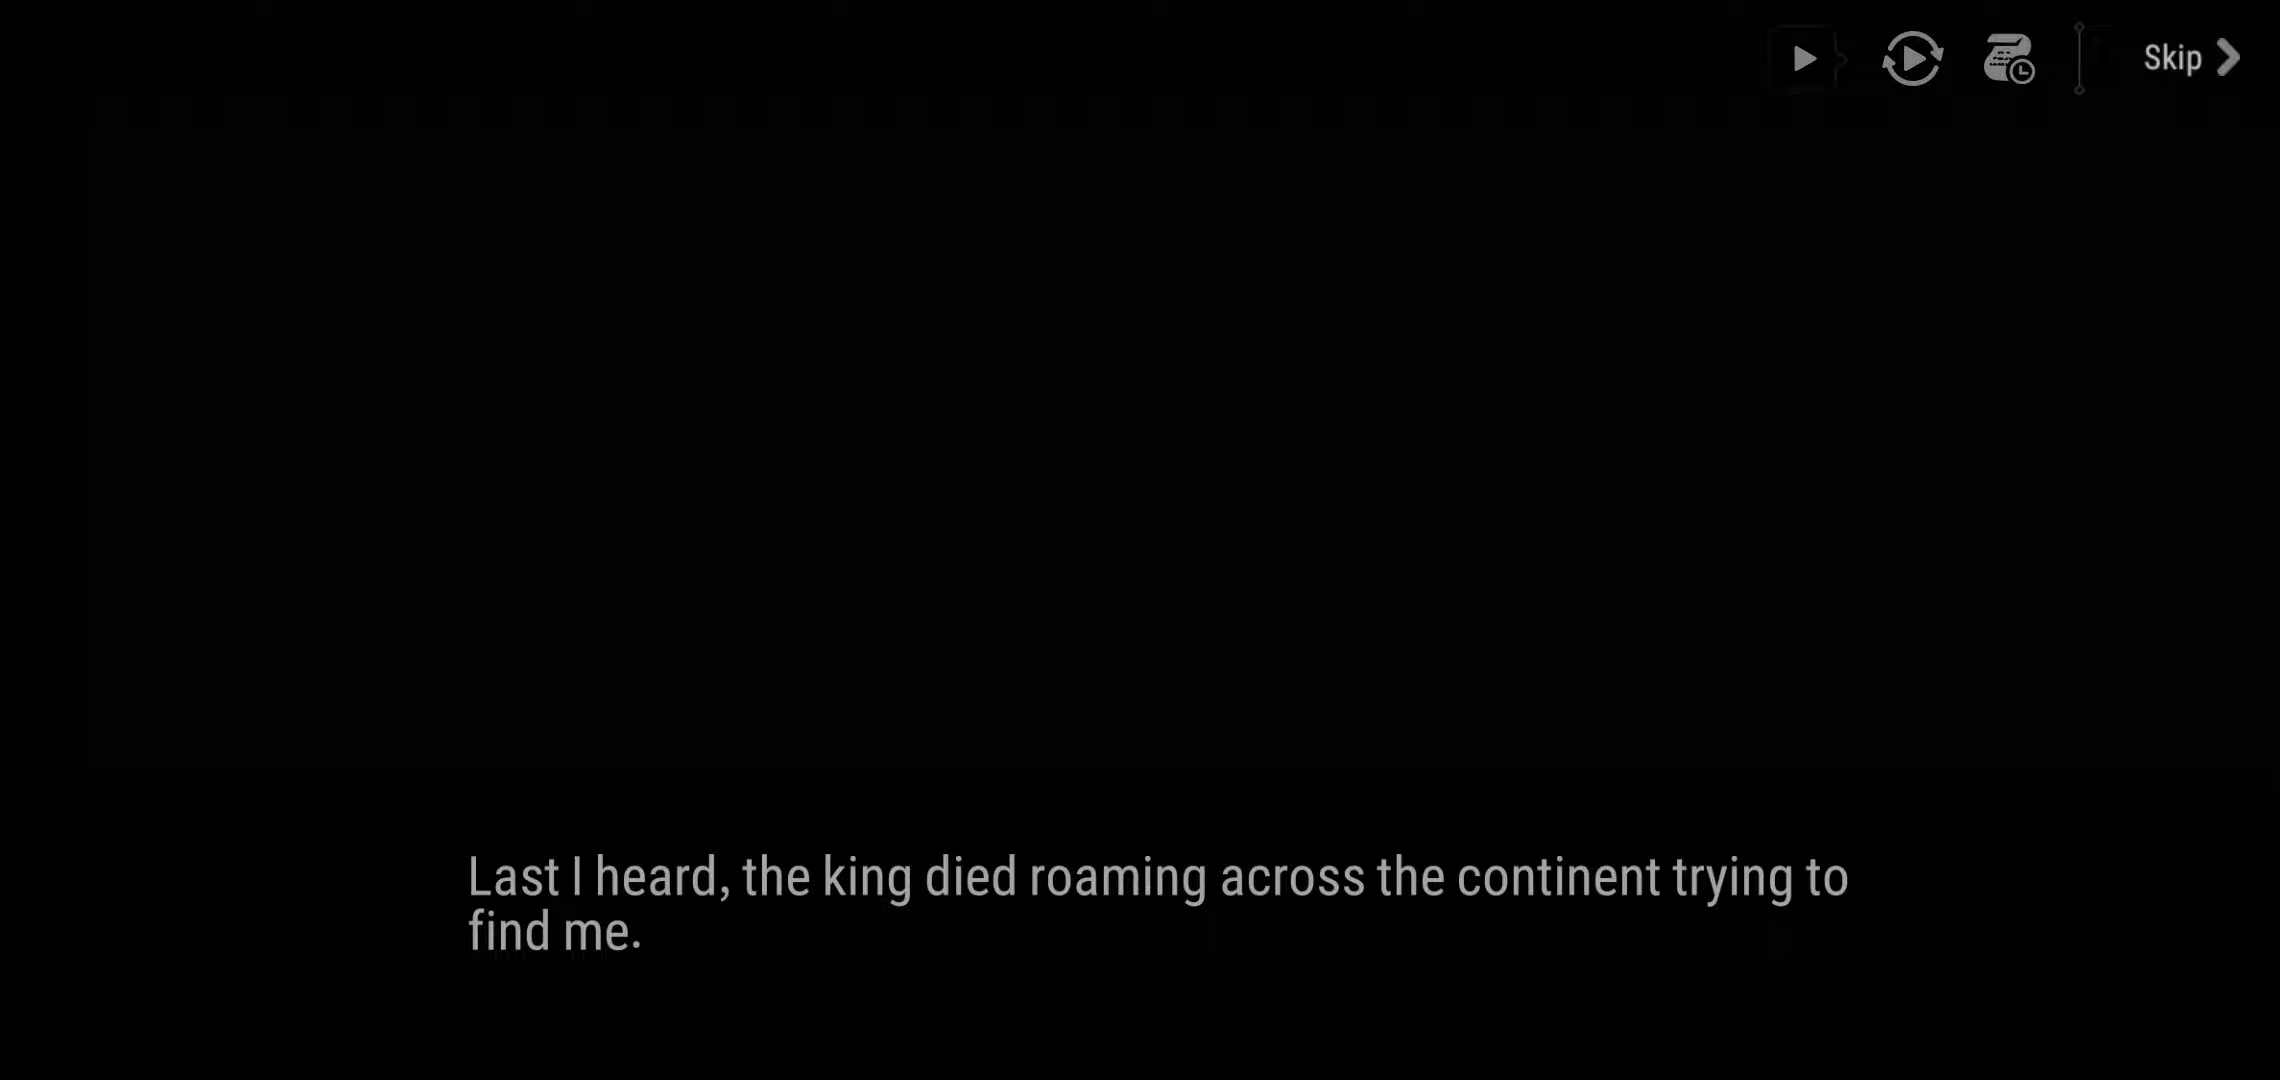 Skip
Last I heard, the king died roaming across the continent trying to
find me.